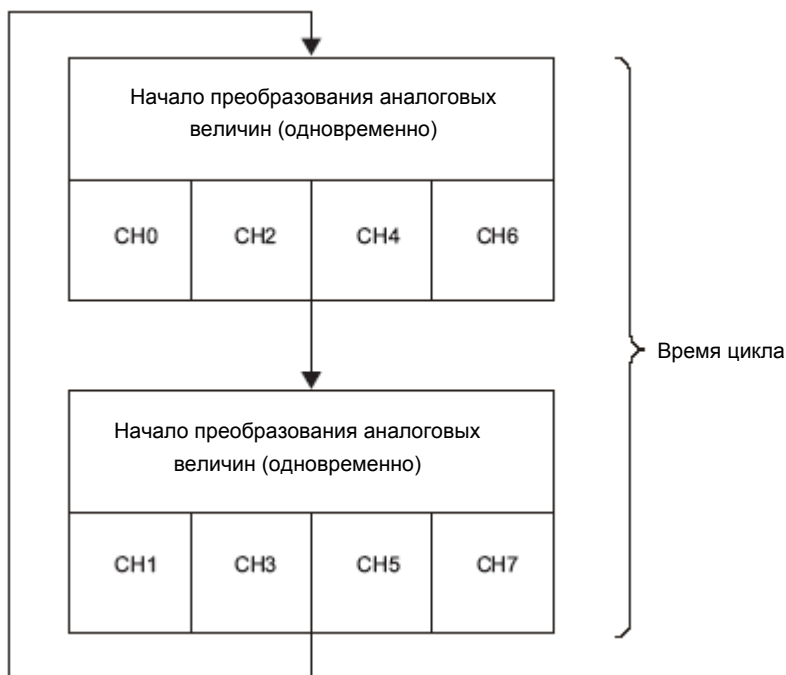 Начало преобразования аналоговых
величин (одновременно)
CH0 CH2 CH4 CH6
Время цикла
Начало преобразования аналоговых
величин (одновременно)
CH1 CH3 CH5 CH7